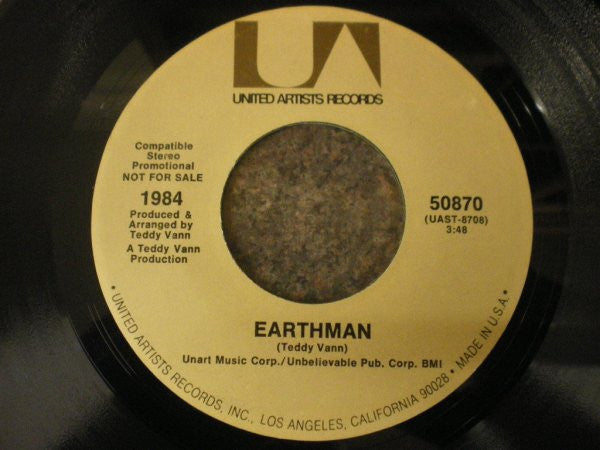 UA
UNITED ARTISTS RECORDS
Compatible
Stereo
Promotional
NOT FOR SALE
1984
Produced &
Arranged by
Teddy Vann
A Teddy Vann
Production
50870
(UAST-8708)
3:48
EARTHMAN
(Teddy Vann)
Unart Music Corp./Unbelievable Pub. Corp. BMI
• UNITED ARTISTS RECORDS, INC., LOS ANGELES, CALIFORNIA 90028 • MADE IN U.S.A. •